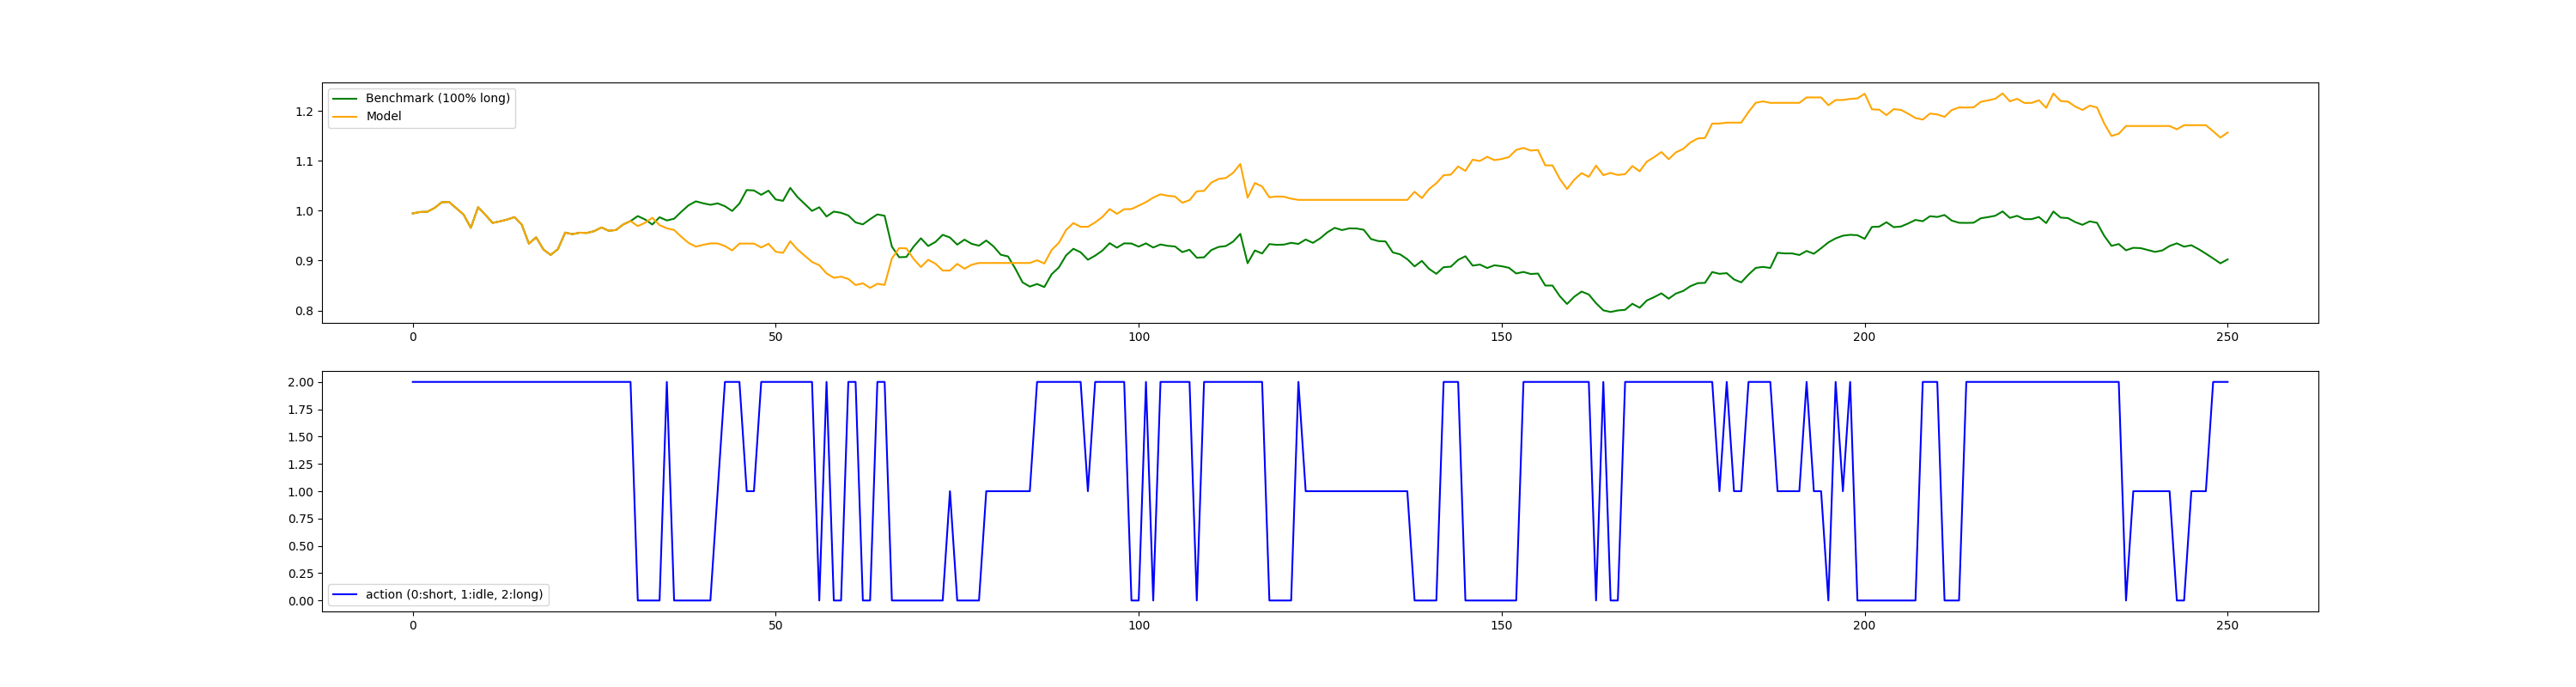 Benchmark (100% long)
Model
1.2
1.1
1.0
0.9
0.8
0 50 100 150 200 250
2.00
1.75
1.50
1.25
1.00
0.75
0.50
0.25
0.00
action (0:short, 1:idle, 2:long)
0 50 100 150 200 250